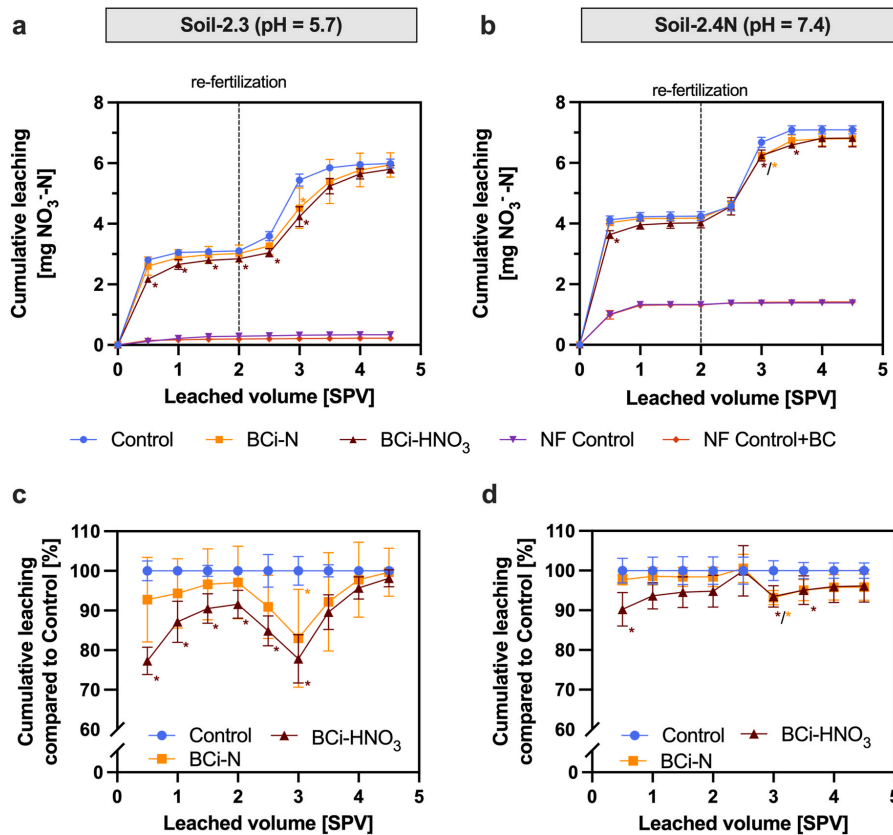 a
Soil-2.3 (pH = 5.7)
b
Soil-2.4N (pH = 7.4)
re-fertilization
8
6
4
2
0
0 1 2 3 4 5
Cumulative leaching
[mg NO₃⁻-N]
Leached volume [SPV]
* * * * * * *
re-fertilization
8
6
4
2
0
0 1 2 3 4 5
Cumulative leaching
[mg NO₃⁻-N]
Leached volume [SPV]
* */* *
Control BCi-N BCi-HNO₃ NF Control NF Control+BC
c
110
100
90
80
70
60
0
0 1 2 3 4 5
Cumulative leaching
compared to Control [%]
Leached volume [SPV]
* * * * * * *
Control BCi-HNO₃
BCi-N
d
110
100
90
80
70
60
0
0 1 2 3 4 5
Cumulative leaching
compared to Control [%]
Leached volume [SPV]
* */* *
Control BCi-HNO₃
BCi-N